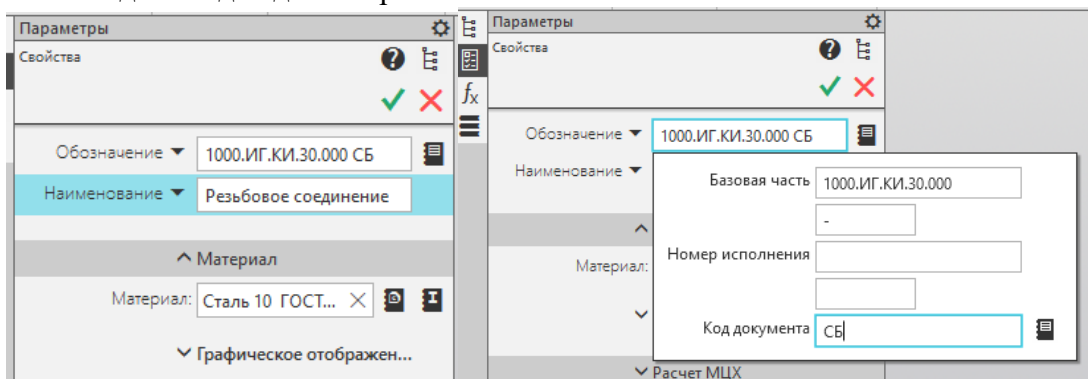 Параметры
Свойства
Обозначение 1000.ИГ.КИ.30.000 СБ
Наименование Резьбовое соединение
Материал
Материал: Сталь 10 ГОСТ...
Графическое отображен...
Параметры
Свойства
fx
Обозначение 1000.ИГ.КИ.30.000 СБ
Наименование
Базовая часть 1000.ИГ.КИ.30.000
-
Номер исполнения
Материал:
Код документа СБ
Расчет МЦХ